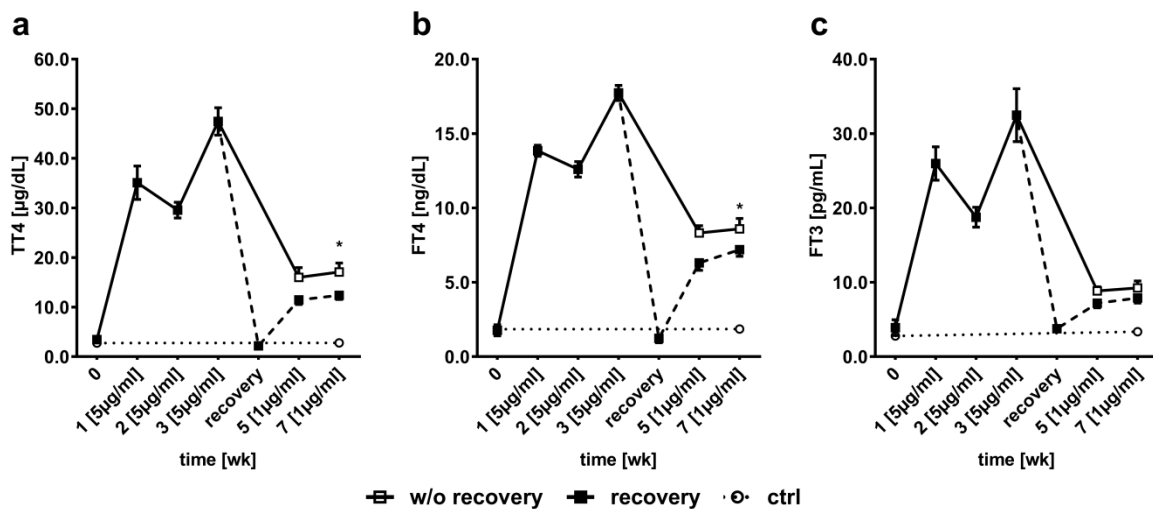 a
60.0
50.0
40.0
30.0
20.0
10.0
0.0
TT4 [µg/dL]
*
0
1 [5µg/ml]
2 [5µg/ml]
3 [5µg/ml]
recovery
5 [1µg/ml]
7 [1µg/ml]
time [wk]
b
20.0
15.0
10.0
5.0
0.0
FT4 [ng/dL]
*
0
1 [5µg/ml]
2 [5µg/ml]
3 [5µg/ml]
recovery
5 [1µg/ml]
7 [1µg/ml]
time [wk]
c
40.0
30.0
20.0
10.0
0.0
FT3 [pg/mL]
0
1 [5µg/ml]
2 [5µg/ml]
3 [5µg/ml]
recovery
5 [1µg/ml]
7 [1µg/ml]
time [wk]
w/o recovery recovery ctrl